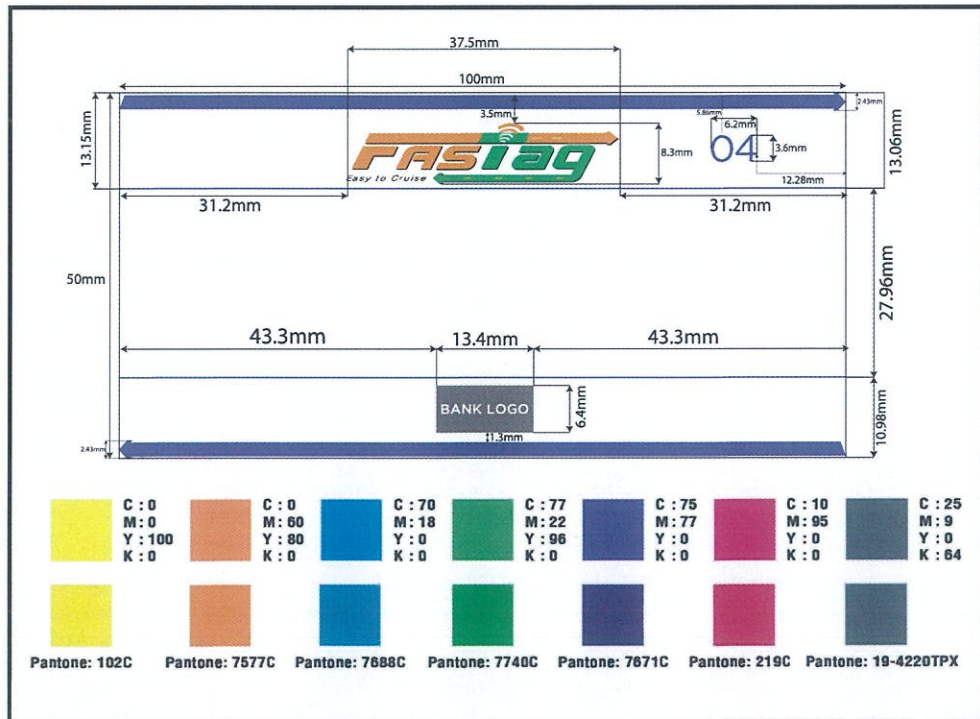 37.5mm
100mm
2.43mm
3.5mm
5.86mm
6.2mm
13.15mm
FASTag
Easy to Cruise
8.3mm
04
3.6mm
13.06mm
12.28mm
31.2mm
31.2mm
50mm
27.96mm
43.3mm
13.4mm
43.3mm
BANK LOGO
6.4mm
10.98mm
1.3mm
2.43mm
C : 0
M : 0
Y : 100
K : 0
C : 0
M : 60
Y : 80
K : 0
C : 70
M : 18
Y : 0
K : 0
C : 77
M : 22
Y : 96
K : 0
C : 75
M : 77
Y : 0
K : 0
C : 10
M : 95
Y : 0
K : 0
C : 25
M : 9
Y : 0
K : 64
Pantone: 102C
Pantone: 7577C
Pantone: 7688C
Pantone: 7740C
Pantone: 7671C
Pantone: 219C
Pantone: 19-4220TPX